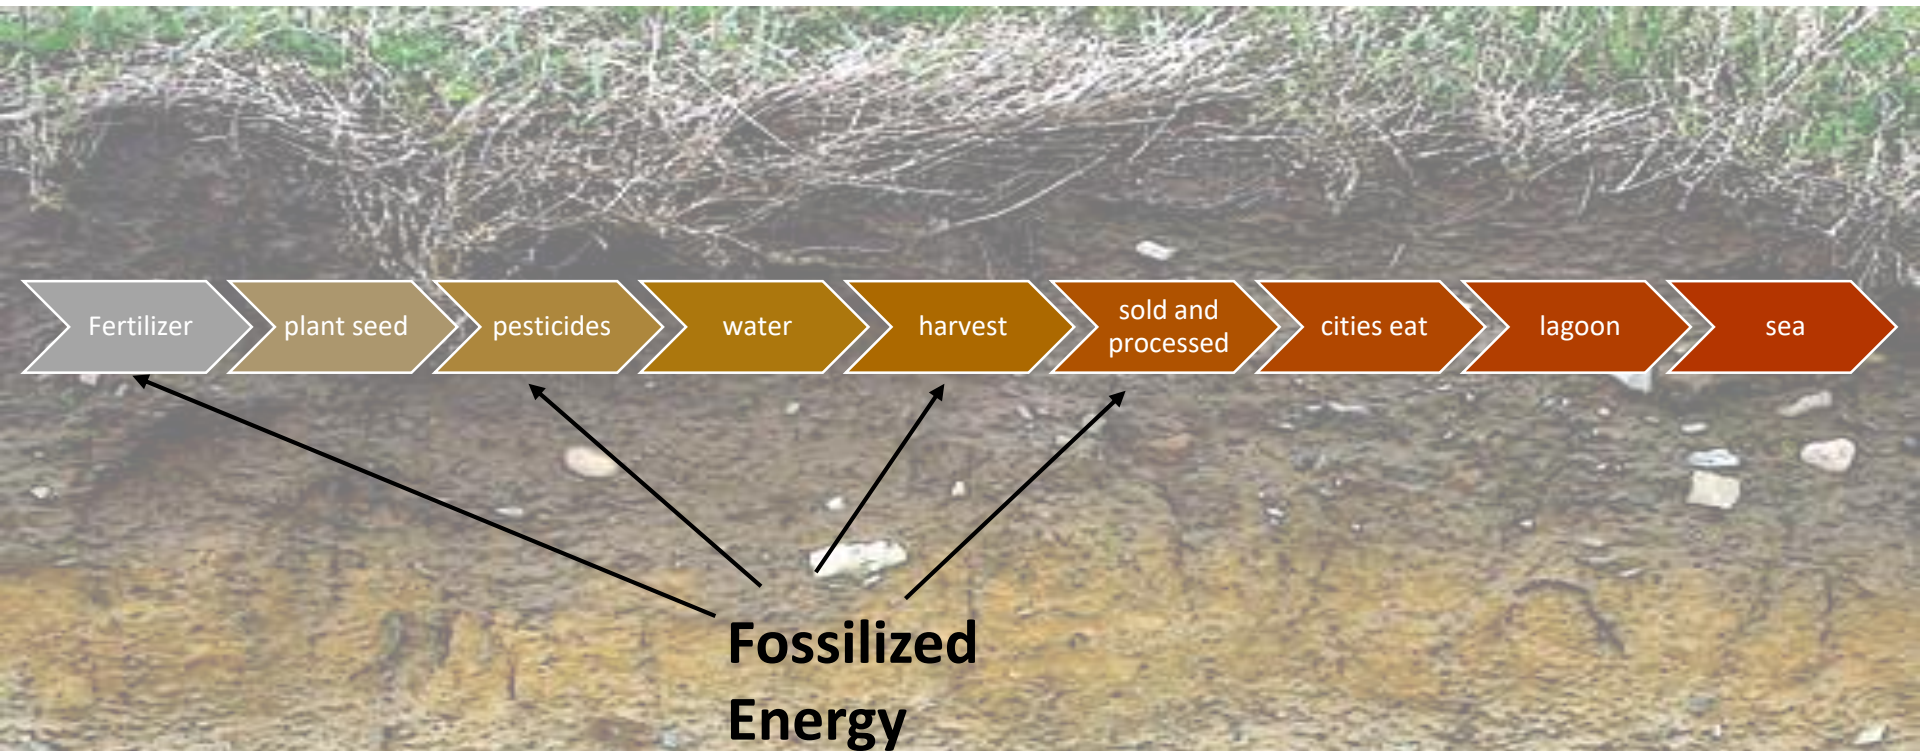 Fertilizer
plant seed
pesticides
water
harvest
sold and
processed
cities eat
lagoon
sea
Fossilized
Energy